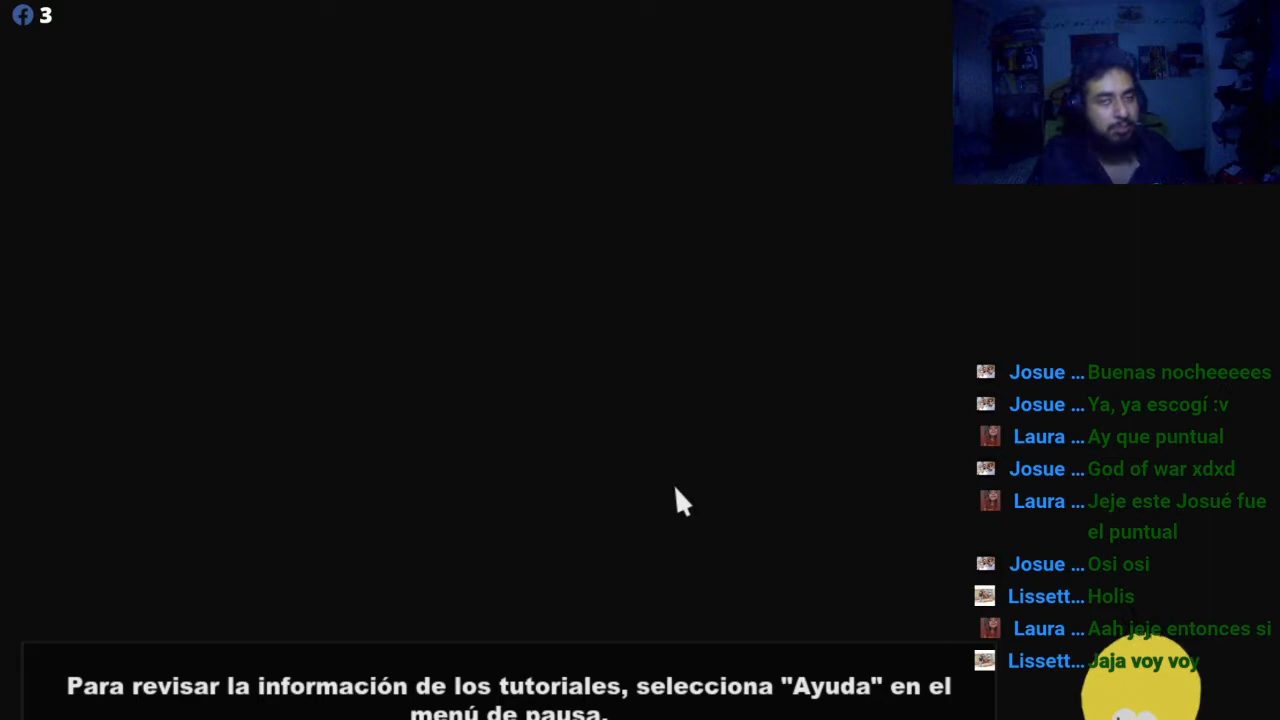 3
Josue ... Buenas nocheeeees
Josue ... Ya, ya escogí :v
Laura ... Ay que puntual
Josue ... God of war xdxd
Laura ... Jeje este Josué fue
el puntual
Josue ... Osi osi
Lissett... Holis
Laura ... Aah jeje entonces si
Lissett... Jaja voy voy
Para revisar la información de los tutoriales, selecciona "Ayuda" en el
menú de pausa.